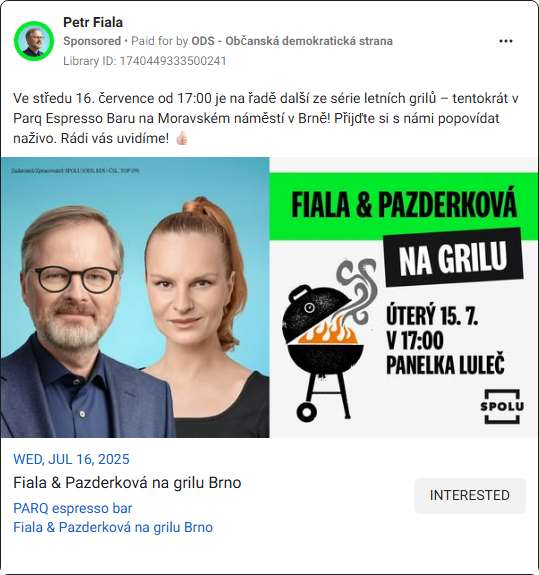 Petr Fiala
Sponsored • Paid for by ODS - Občanská demokratická strana
Library ID: 1740449333500241
Ve středu 16. července od 17:00 je na řadě další ze série letních grilů – tentokrát v
Parq Espresso Baru na Moravském náměstí v Brně! Přijďte si s námi popovídat
naživo. Rádi vás uvidíme! 👍🏻
Zadavatel/Zpracovatel: SPOLU (ODS, KDU - ČSL, TOP 09)
FIALA & PAZDERKOVÁ
NA GRILU
ÚTERÝ 15. 7.
V 17:00
PANELKA LULEČ
SPOLU
WED, JUL 16, 2025
Fiala & Pazderková na grilu Brno
PARQ espresso bar
Fiala & Pazderková na grilu Brno
INTERESTED